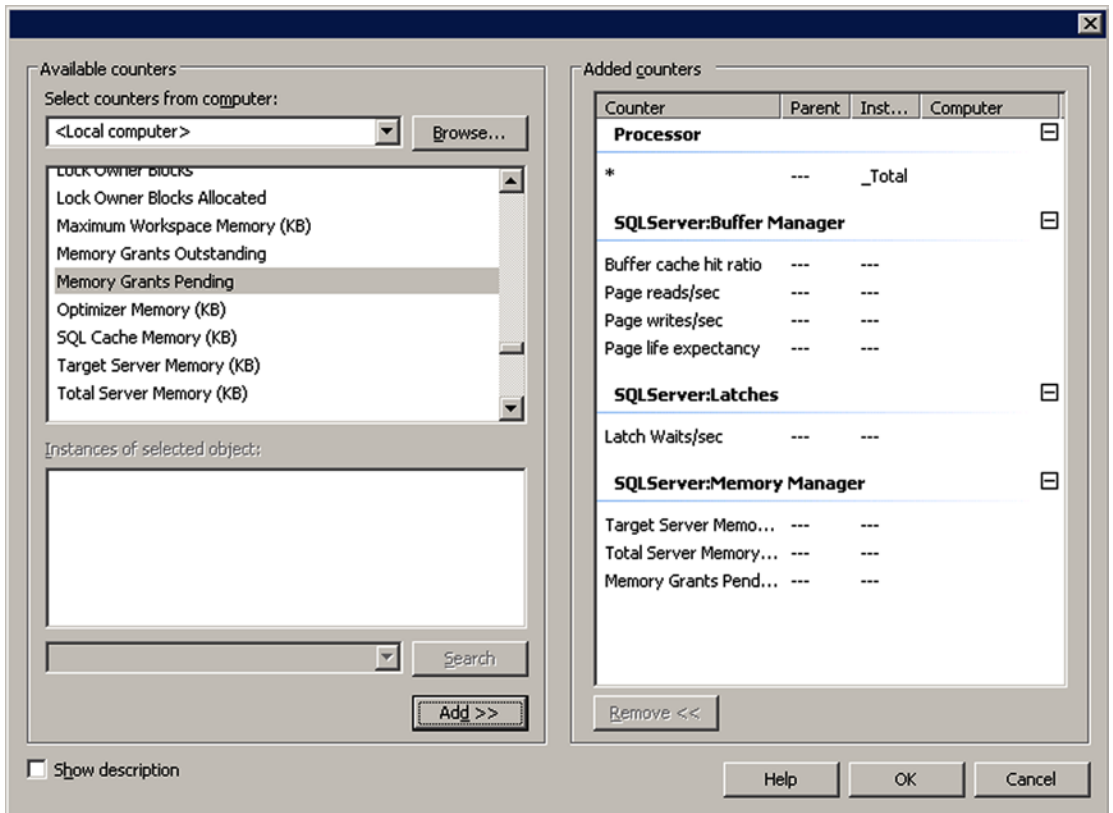 Available counters
Select counters from computer:
<Local computer>
Browse...
Lock Owner Blocks
Lock Owner Blocks Allocated
Maximum Workspace Memory (KB)
Memory Grants Outstanding
Memory Grants Pending
Optimizer Memory (KB)
SQL Cache Memory (KB)
Target Server Memory (KB)
Total Server Memory (KB)
Instances of selected object:
Search
Add >>
Show description
Added counters
Counter Parent Inst... Computer
Processor
* --- _Total
SQLServer:Buffer Manager
Buffer cache hit ratio --- ---
Page reads/sec --- ---
Page writes/sec --- ---
Page life expectancy --- ---
SQLServer:Latches
Latch Waits/sec --- ---
SQLServer:Memory Manager
Target Server Memo... --- ---
Total Server Memory... --- ---
Memory Grants Pend... --- ---
Remove <<
Help OK Cancel